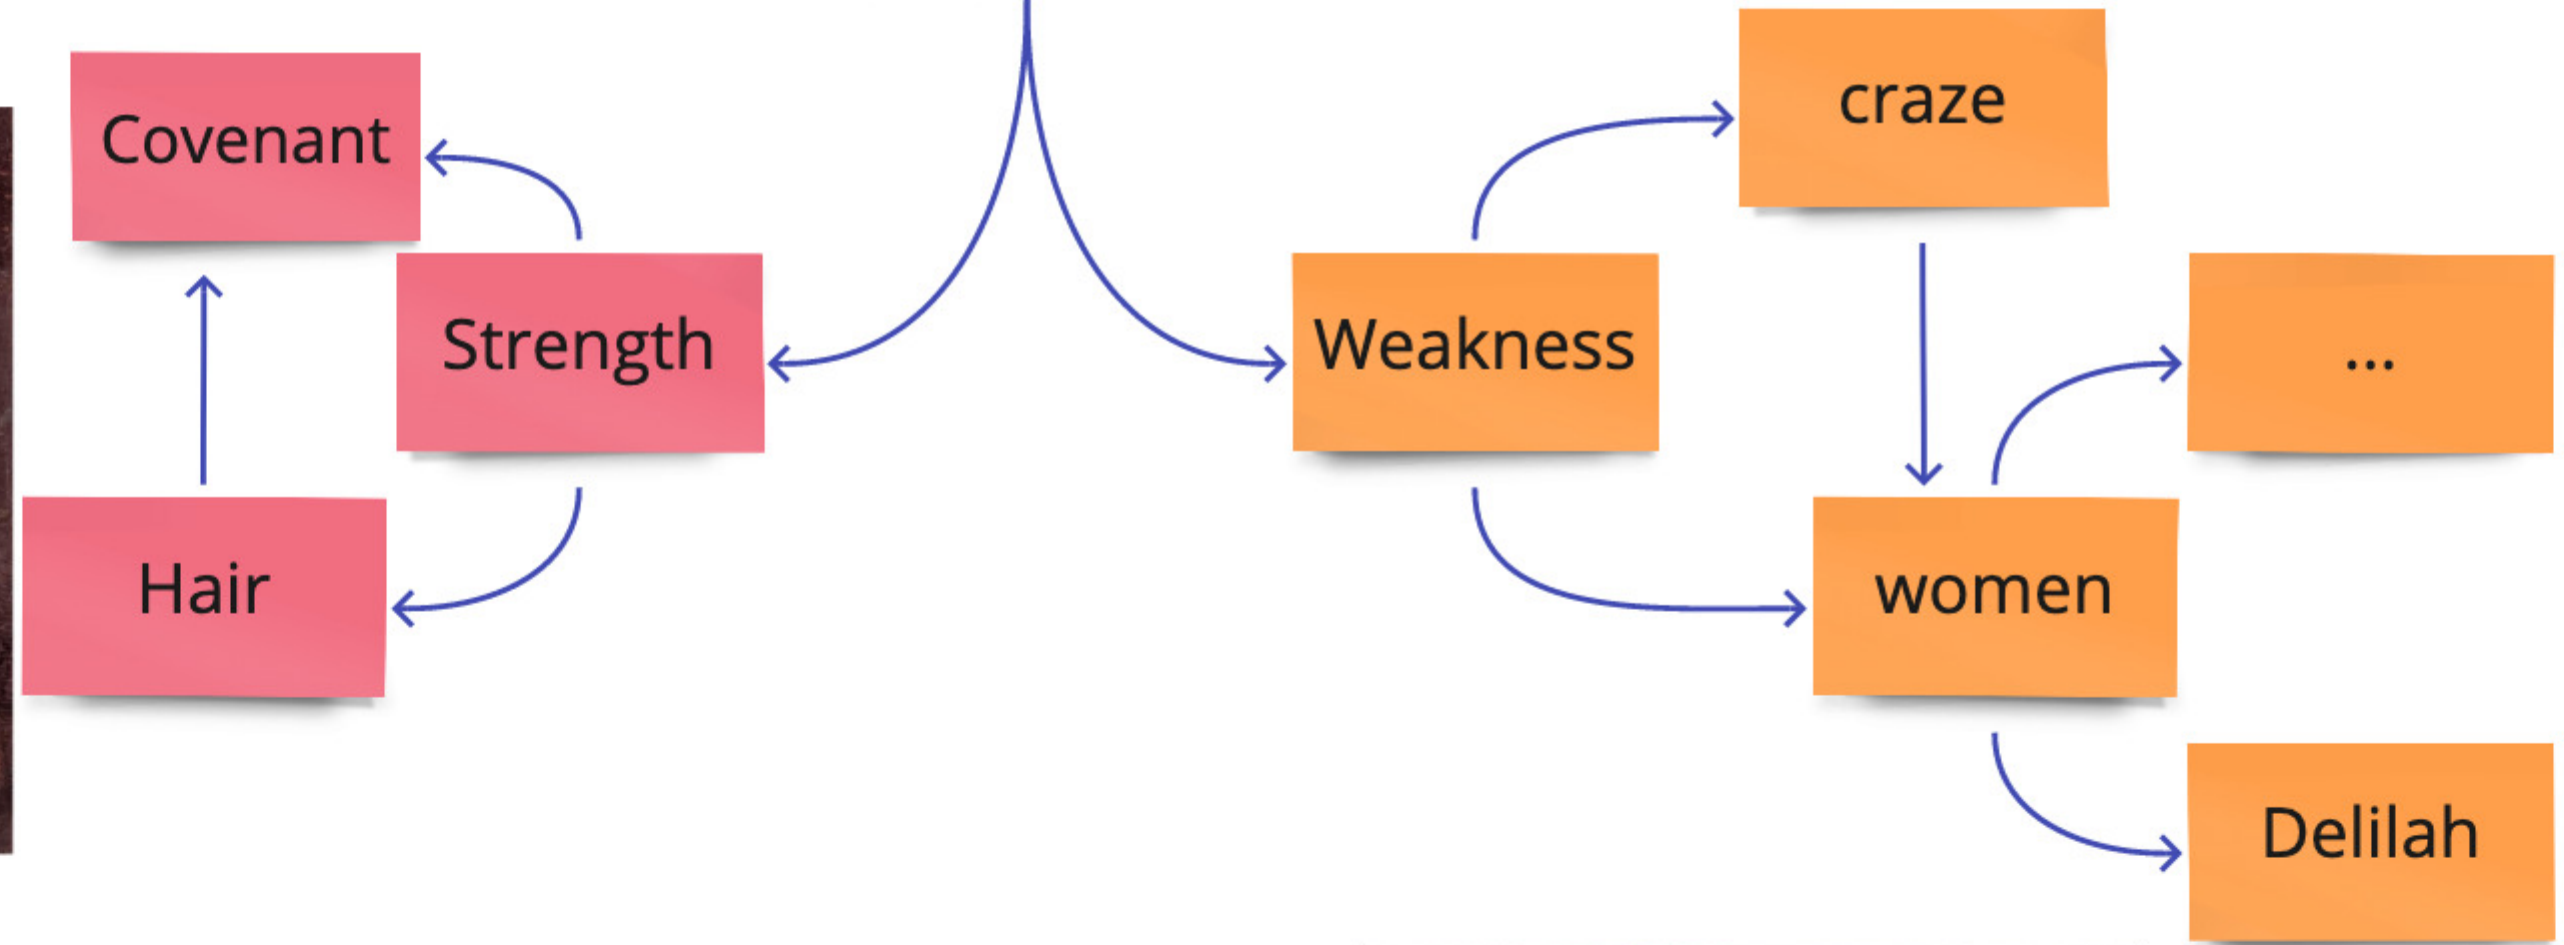 Covenant
craze
Strength
Weakness
...
Hair
women
Delilah